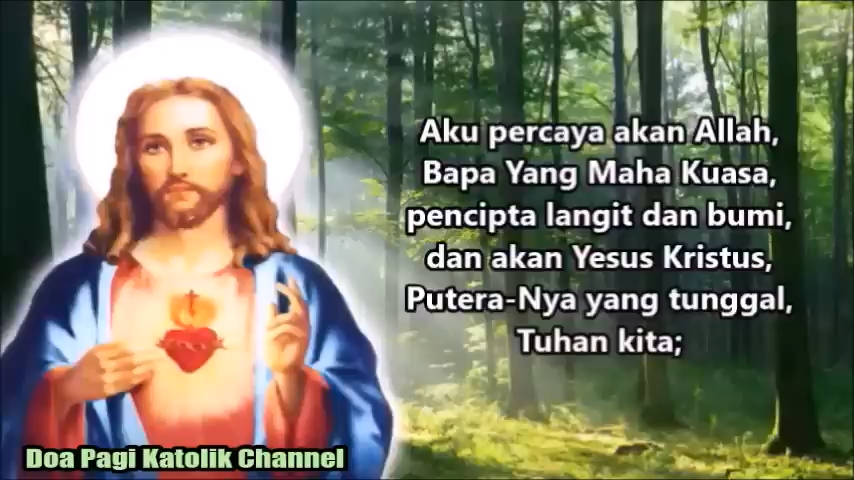 Aku percaya akan Allah,
Bapa Yang Maha Kuasa,
pencipta langit dan bumi,
dan akan Yesus Kristus,
Putera-Nya yang tunggal,
Tuhan kita;
Doa Pagi Katolik Channel